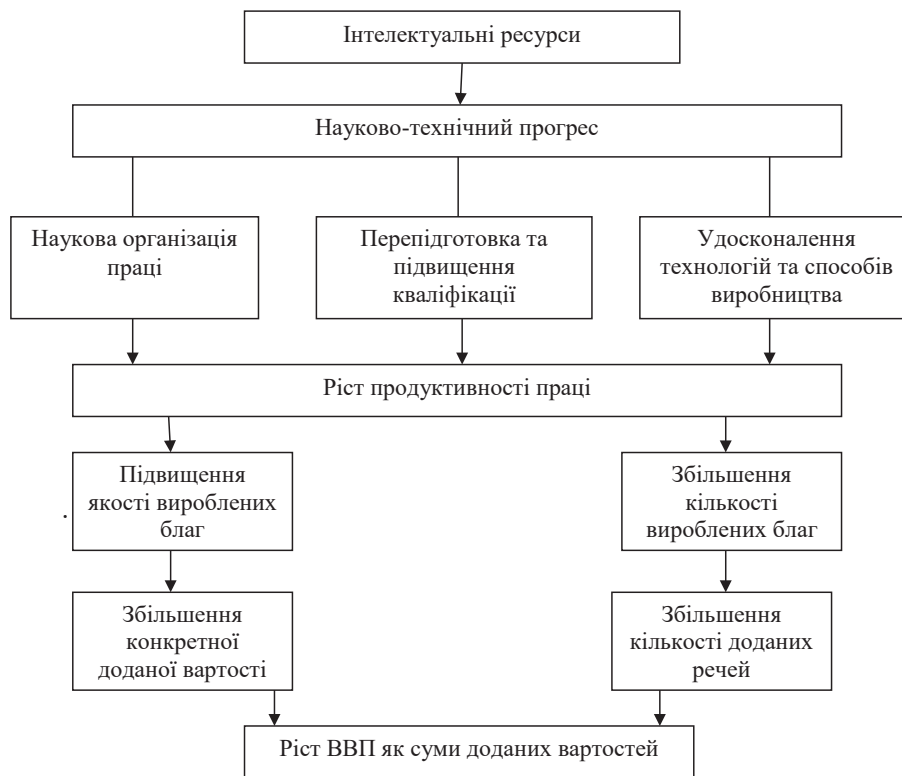 Інтелектуальні ресурси
Науково-технічний прогрес
Наукова організація
праці
Перепідготовка та
підвищення
кваліфікації
Удосконалення
технологій та способів
виробництва
Ріст продуктивності праці
Підвищення
якості вироблених
благ
.
Збільшення
кількості
вироблених благ
Збільшення
конкретної
доданої вартості
Збільшення
кількості доданих
речей
Ріст ВВП як суми доданих вартостей